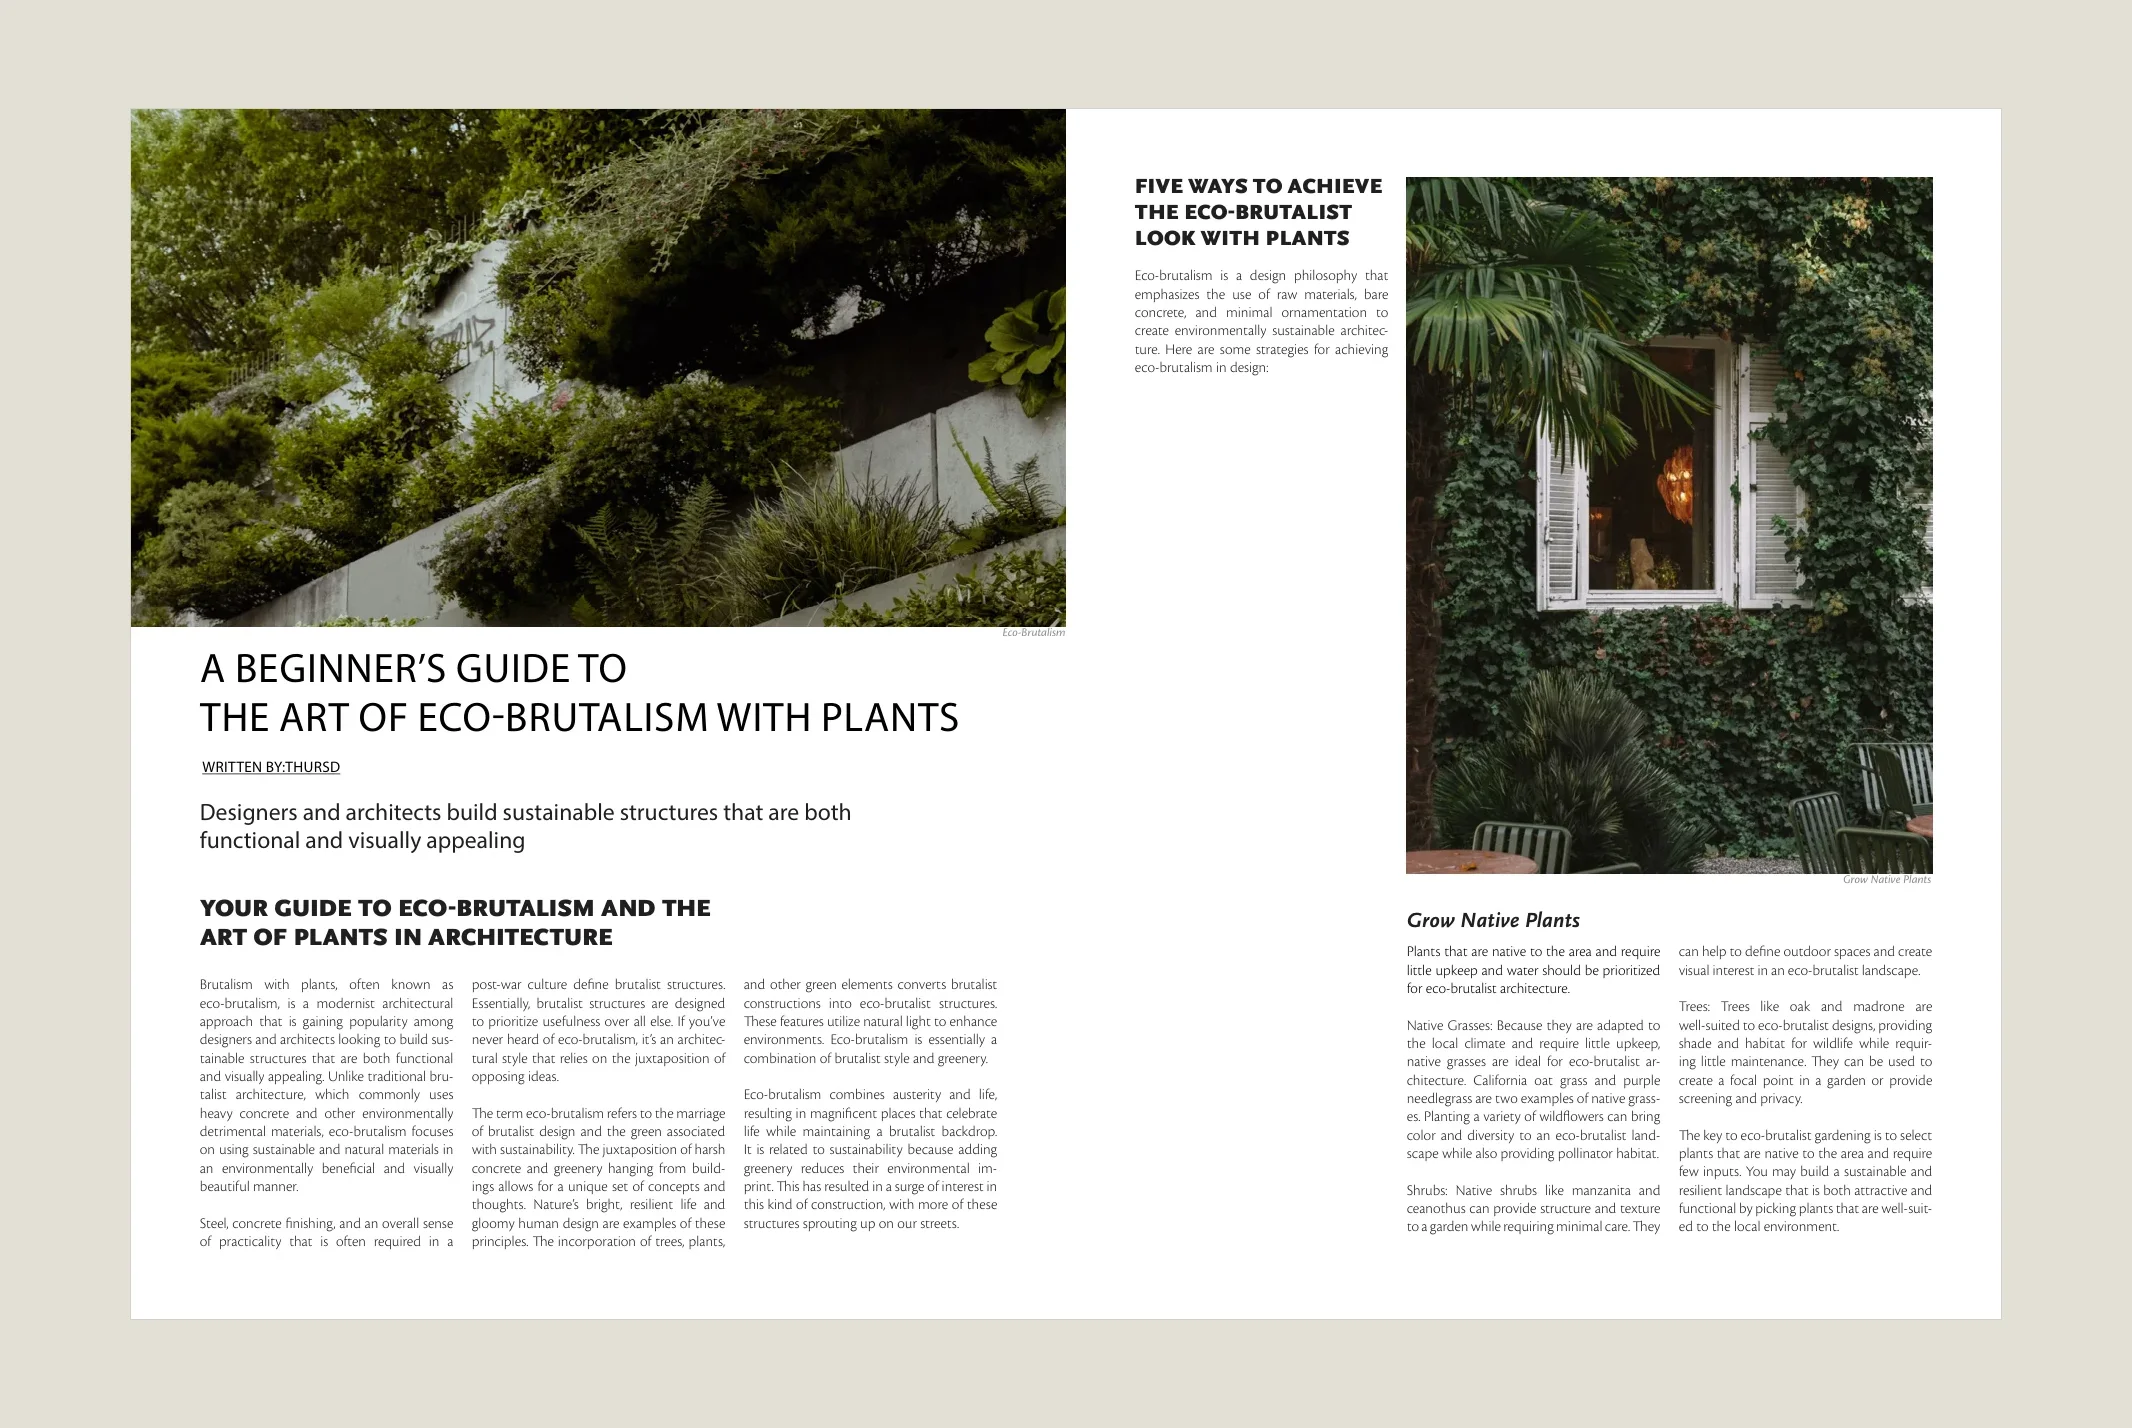 Eco-Brutalism
A BEGINNER'S GUIDE TO
THE ART OF ECO-BRUTALISM WITH PLANTS
WRITTEN BY:THURSD
Designers and architects build sustainable structures that are both
functional and visually appealing
YOUR GUIDE TO ECO-BRUTALISM AND THE
ART OF PLANTS IN ARCHITECTURE
Brutalism with plants, often known as
eco-brutalism, is a modernist architectural
approach that is gaining popularity among
designers and architects looking to build sus-
tainable structures that are both functional
and visually appealing. Unlike traditional bru-
talist architecture, which commonly uses
heavy concrete and other environmentally
detrimental materials, eco-brutalism focuses
on using sustainable and natural materials in
an environmentally beneficial and visually
beautiful manner.
Steel, concrete finishing, and an overall sense
of practicality that is often required in a
post-war culture define brutalist structures.
Essentially, brutalist structures are designed
to prioritize usefulness over all else. If you've
never heard of eco-brutalism, it's an architec-
tural style that relies on the juxtaposition of
opposing ideas.
The term eco-brutalism refers to the marriage
of brutalist design and the green associated
with sustainability. The juxtaposition of harsh
concrete and greenery hanging from build-
ings allows for a unique set of concepts and
thoughts. Nature's bright, resilient life and
gloomy human design are examples of these
principles. The incorporation of trees, plants,
and other green elements converts brutalist
constructions into eco-brutalist structures.
These features utilize natural light to enhance
environments. Eco-brutalism is essentially a
combination of brutalist style and greenery.
Eco-brutalism combines austerity and life,
resulting in magnificent places that celebrate
life while maintaining a brutalist backdrop.
It is related to sustainability because adding
greenery reduces their environmental im-
print. This has resulted in a surge of interest in
this kind of construction, with more of these
structures sprouting up on our streets.
FIVE WAYS TO ACHIEVE
THE ECO-BRUTALIST
LOOK WITH PLANTS
Eco-brutalism is a design philosophy that
emphasizes the use of raw materials, bare
concrete, and minimal ornamentation to
create environmentally sustainable architec-
ture. Here are some strategies for achieving
eco-brutalism in design:
Grow Native Plants
Grow Native Plants
Plants that are native to the area and require
little upkeep and water should be prioritized
for eco-brutalist architecture.
Native Grasses: Because they are adapted to
the local climate and require little upkeep,
native grasses are ideal for eco-brutalist ar-
chitecture. California oat grass and purple
needlegrass are two examples of native grass-
es. Planting a variety of wildflowers can bring
color and diversity to an eco-brutalist land-
scape while also providing pollinator habitat.
Shrubs: Native shrubs like manzanita and
ceanothus can provide structure and texture
to a garden while requiring minimal care. They
can help to define outdoor spaces and create
visual interest in an eco-brutalist landscape.
Trees: Trees like oak and madrone are
well-suited to eco-brutalist designs, providing
shade and habitat for wildlife while requir-
ing little maintenance. They can be used to
create a focal point in a garden or provide
screening and privacy.
The key to eco-brutalist gardening is to select
plants that are native to the area and require
few inputs. You may build a sustainable and
resilient landscape that is both attractive and
functional by picking plants that are well-suit-
ed to the local environment.